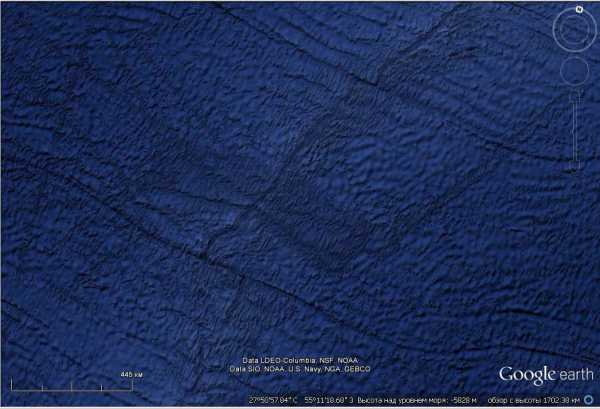 N
445 км
Data LDEO-Columbia, NSF, NOAA
Data SIO, NOAA, U.S. Navy, NGA, GEBCO
Google earth
27°50'57.84" С 55°11'18.60" З Высота над уровнем моря: -5828 м обзор с высоты 1702.38 км